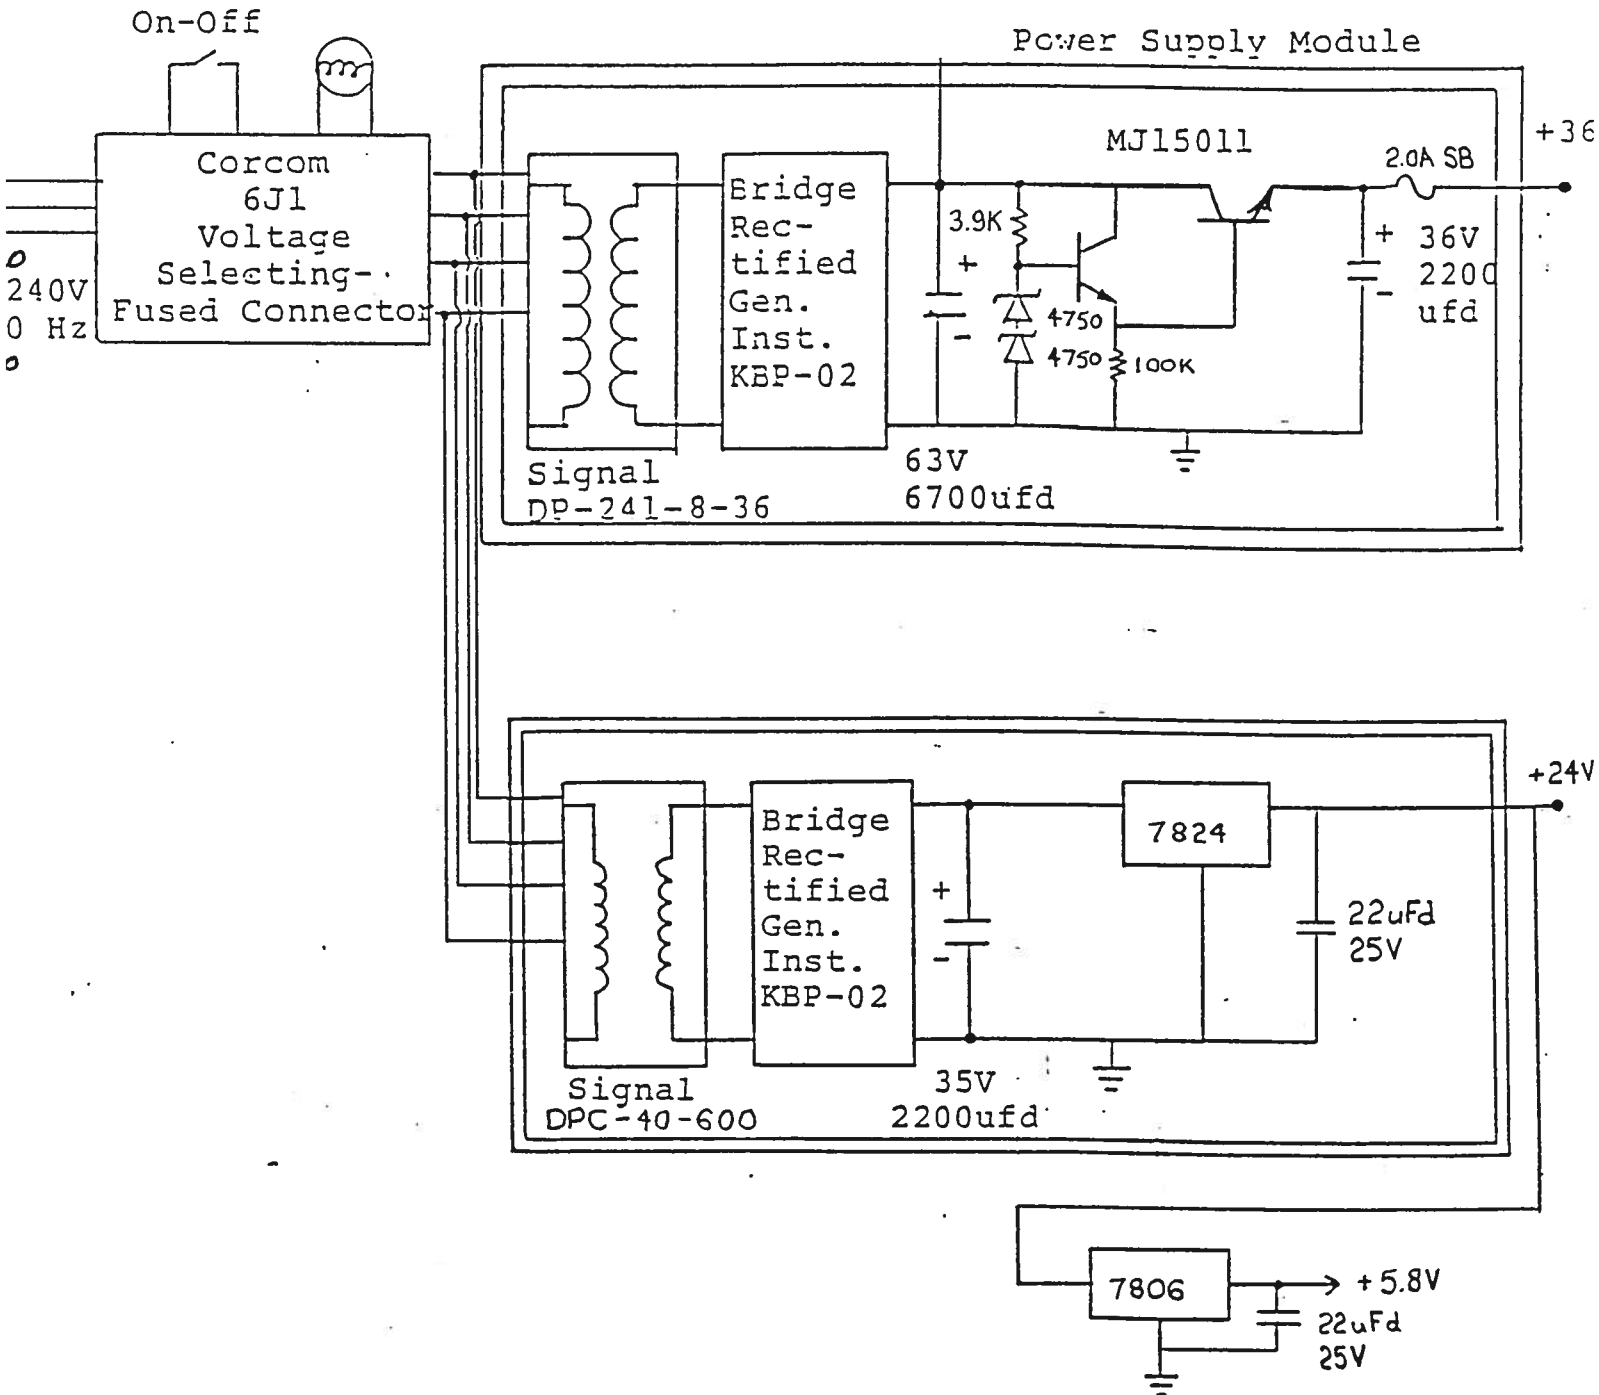 On-Off
Power Supply Module
Corcom
6J1
Voltage
Selecting-
Fused Connector
240V
0 Hz
MJ15011
2.0A SB
+36
Bridge
Rec-
tified
Gen.
Inst.
KBP-02
3.9K
+
-
4750
4750
100K
+
-
36V
2200
ufd
63V
6700ufd
Signal
DP-241-8-36
+24V
Bridge
Rec-
tified
Gen.
Inst.
KBP-02
+
-
7824
22uFd
25V
35V
2200ufd
Signal
DPC-40-600
7806
+5.8V
22uFd
25V